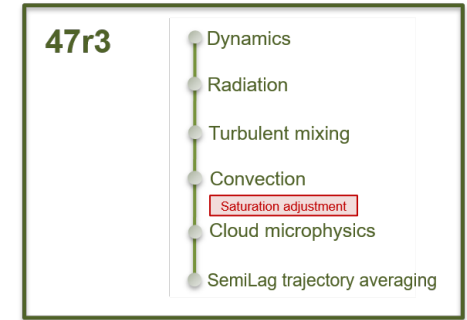 47r3
Dynamics
Radiation
Turbulent mixing
Convection
Saturation adjustment
Cloud microphysics
SemiLag trajectory averaging